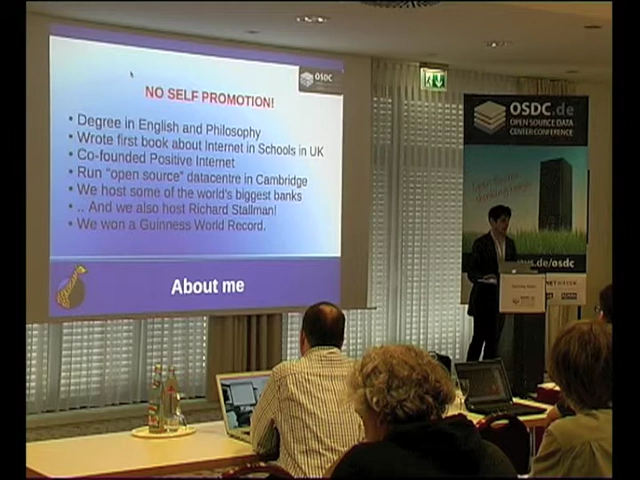 OSDC
NO SELF PROMOTION!
• Degree in English and Philosophy
• Wrote first book about Internet in Schools in UK
• Co-founded Positive Internet
• Run "open source" datacentre in Cambridge
• We host some of the world's biggest banks
• .. And we also host Richard Stallman!
• We won a Guinness World Record.
About me
OSDC.de
OPEN SOURCE DATA
CENTER CONFERENCE